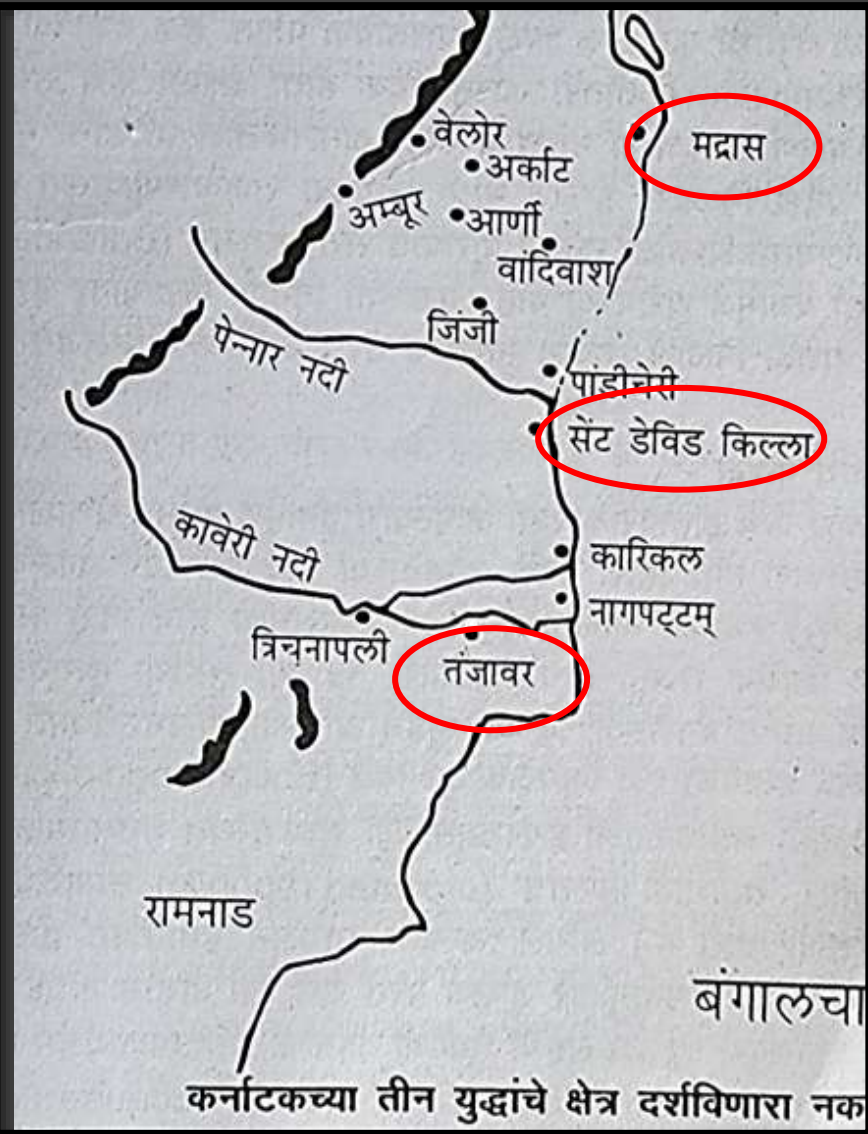 वेलोर
मद्रास
अर्काट
अम्बूर
आर्णी
वांदिवाश
जिंजी
पेन्नार नदी
पांडीचेरी
सेंट डेविड किल्ला
कावेरी नदी
कारिकल
नागपट्टम्
त्रिचनापली
तंजावर
रामनाड
बंगालचा
कर्नाटकच्या तीन युद्धांचे क्षेत्र दर्शविणारा नक